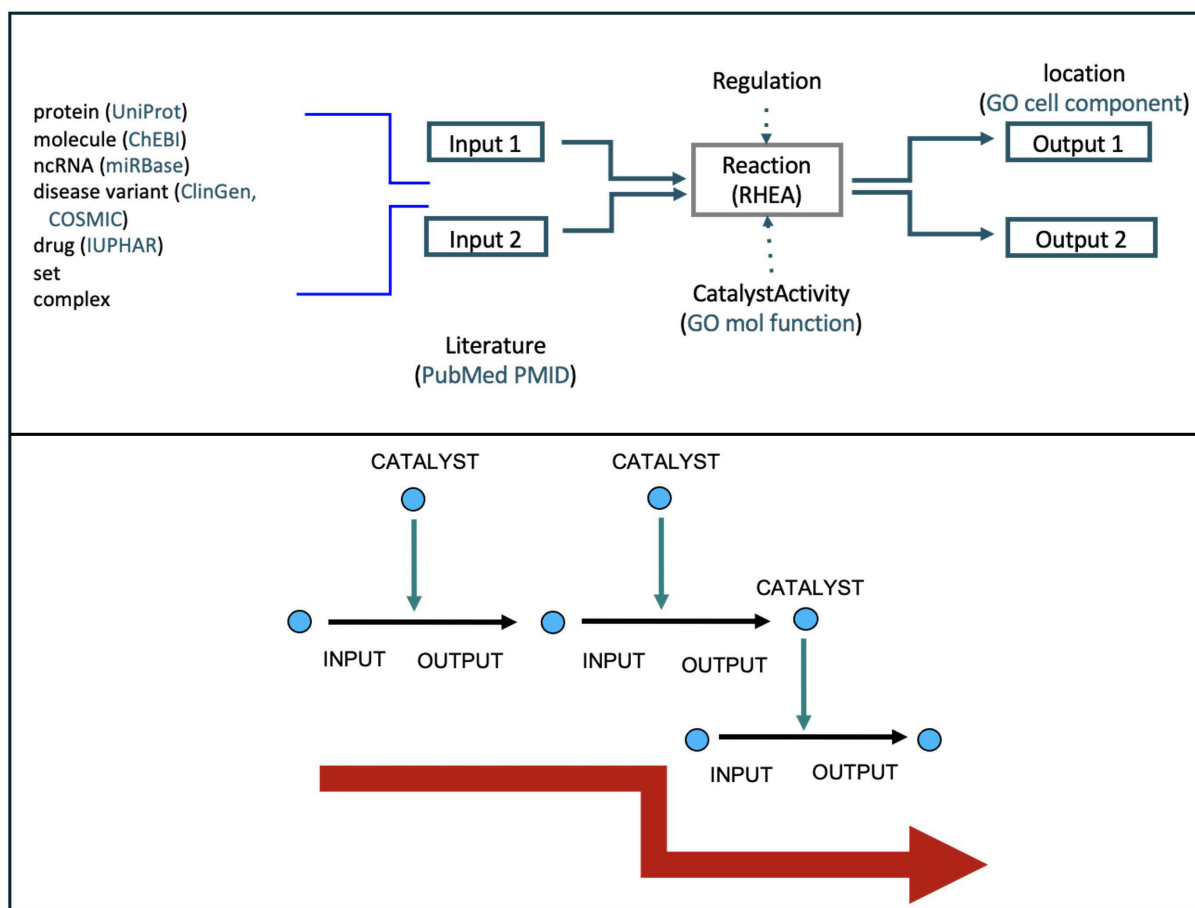 protein (UniProt)
molecule (ChEBI)
ncRNA (miRBase)
disease variant (ClinGen,
COSMIC)
drug (IUPHAR)
set
complex
Input 1
Input 2
Literature
(PubMed PMID)
Regulation
Reaction
(RHEA)
CatalystActivity
(GO mol function)
location
(GO cell component)
Output 1
Output 2
CATALYST
CATALYST
CATALYST
INPUT
OUTPUT
INPUT
OUTPUT
INPUT
OUTPUT